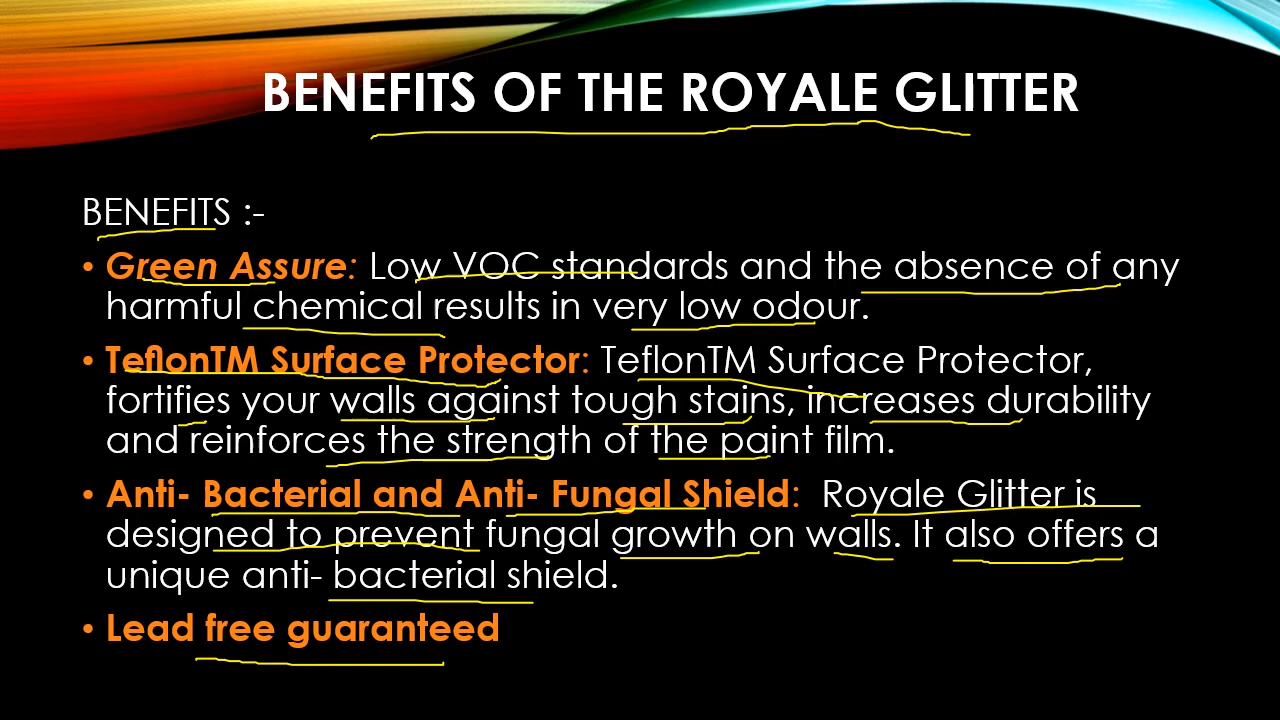 BENEFITS OF THE ROYALE GLITTER
BENEFITS :-
• Green Assure: Low VOC standards and the absence of any
harmful chemical results in very low odour.
• TeflonTM Surface Protector: TeflonTM Surface Protector,
fortifies your walls against tough stains, increases durability
and reinforces the strength of the paint film.
• Anti- Bacterial and Anti- Fungal Shield:  Royale Glitter is
designed to prevent fungal growth on walls. It also offers a
unique anti- bacterial shield.
• Lead free guaranteed